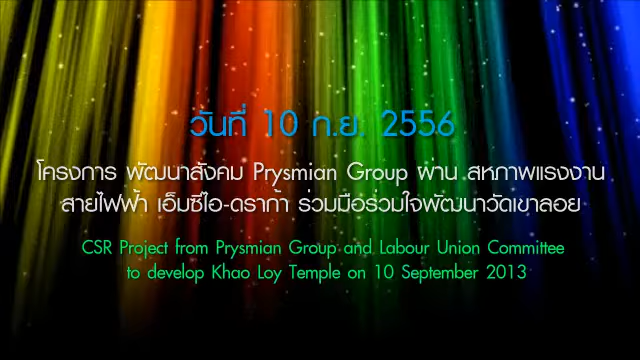 วันที่ 10 ก.ย. 2556
โครงการ พัฒนาสังคม Prysmian Group ผ่าน สหภาพแรงงาน
สายไฟฟ้า เอ็มซีไอ-ดราก้า ร่วมมือร่วมใจพัฒนาวัดเขาลอย
CSR Project from Prysmian Group and Labour Union Committee
to develop Khao Loy Temple on 10 September 2013